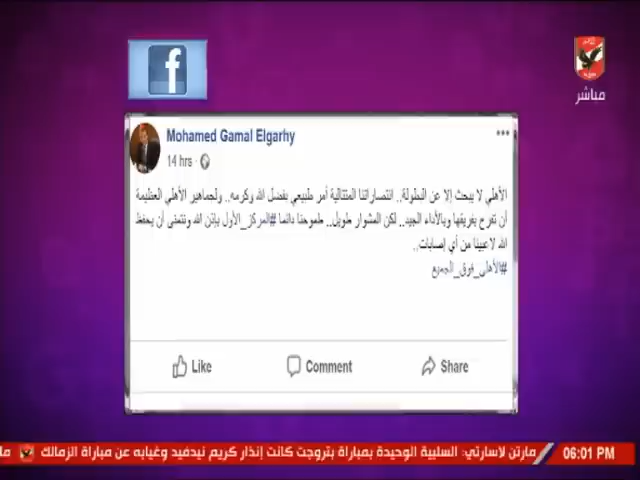 مباشر
Mohamed Gamal Elgarhy
14 hrs
الأهلي لا يبحث إلا عن البطولة.. انتصاراتنا المتتالية أمر طبيعي بفضل الله وكرمه.. ولجماهير الأهلي العظيمة
أن تفرح بفريقها وبالأداء الجيد.. لكن المشوار طويل.. طموحنا دائما #المركز_الأول بإذن الله ونتمنى أن يحفظ
الله لاعبينا من أي إصابات..
#الأهلي_فوق_الجميع
Like Comment Share
مارتن لاسارتي: السلبية الوحيدة بمباراة بتروجت كانت إنذار كريم نيدفيد وغيابه عن مباراة الزمالك
06:01 PM